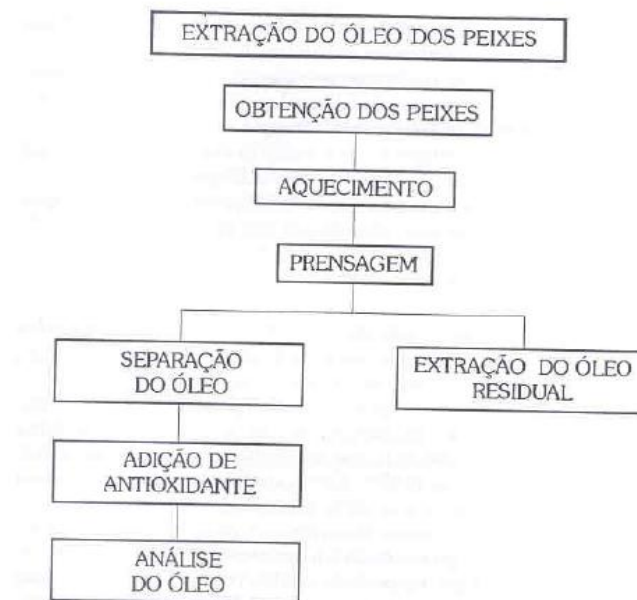 EXTRAÇÃO DO ÓLEO DOS PEIXES
OBTENÇÃO DOS PEIXES
AQUECIMENTO
PRENSAGEM
SEPARAÇÃO
DO ÓLEO
EXTRAÇÃO DO ÓLEO
RESIDUAL
ADIÇÃO DE
ANTIOXIDANTE
ANÁLISE
DO ÓLEO